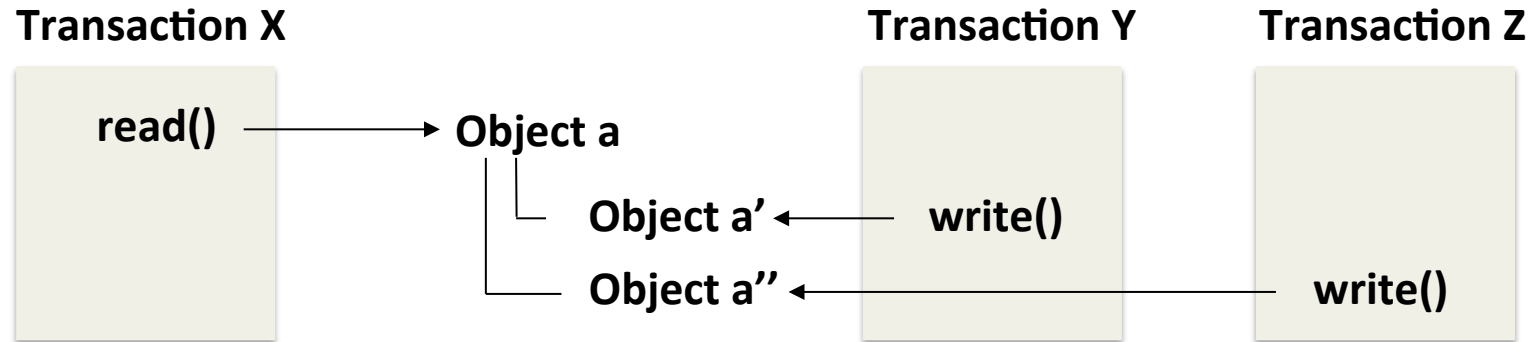 Transaction X Transaction Y Transaction Z
read() Object a
Object a’ write()
Object a’’ write()